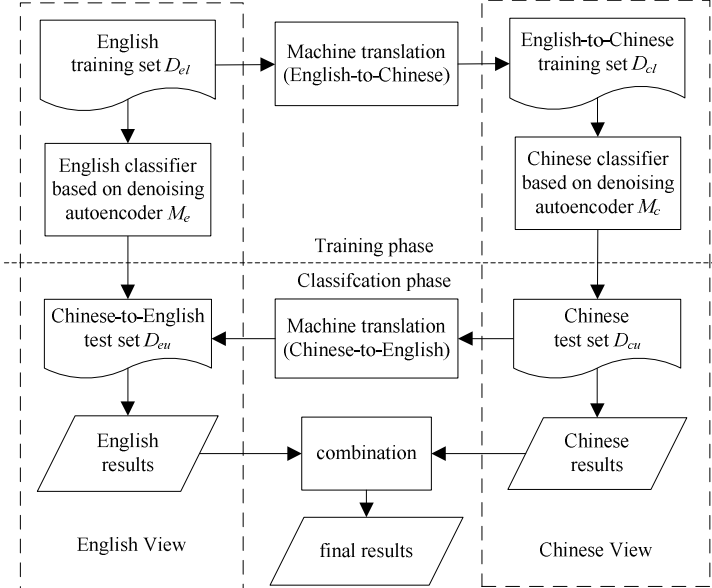 English
training set Del
Machine translation
(English-to-Chinese)
English-to-Chinese
training set Dcl
English classifier
based on denoising
autoencoder Me
Chinese classifier
based on denoising
autoencoder Mc
Training phase
Classifcation phase
Chinese-to-English
test set Deu
Machine translation
(Chinese-to-English)
Chinese
test set Dcu
English
results
combination
Chinese
results
English View
final results
Chinese View